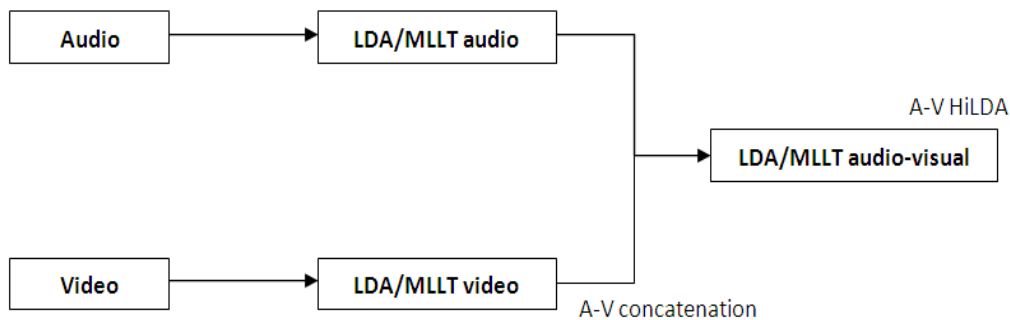 Audio
LDA/MLLT audio
A-V HiLDA
LDA/MLLT audio-visual
Video
LDA/MLLT video
A-V concatenation